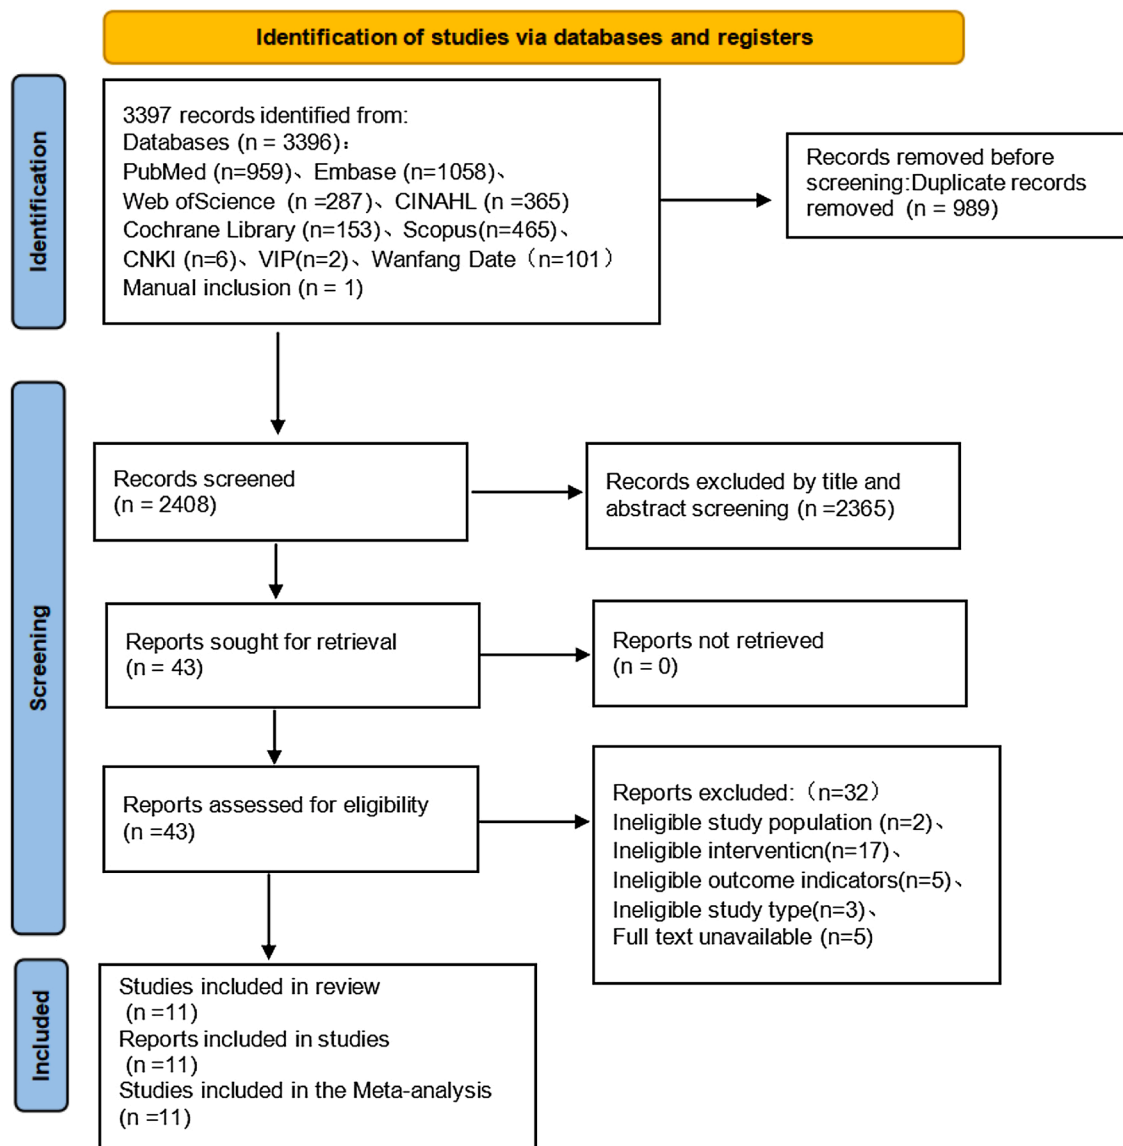 Identification of studies via databases and registers
Identification
3397 records identified from:
Databases (n = 3396)：
PubMed (n=959)、Embase (n=1058)、
Web ofScience (n =287)、CINAHL (n =365)
Cochrane Library (n=153)、Scopus(n=465)、
CNKI (n=6)、VIP(n=2)、Wanfang Date（n=101）
Manual inclusion (n = 1)
Records removed before
screening:Duplicate records
removed (n = 989)
Screening
Records screened
(n = 2408)
Records excluded by title and
abstract screening (n =2365)
Reports sought for retrieval
(n = 43)
Reports not retrieved
(n = 0)
Reports assessed for eligibility
(n =43)
Reports excluded:（n=32）
Ineligible study population (n=2)、
Ineligible interventicn(n=17)、
Ineligible outcome indicators(n=5)、
Ineligible study type(n=3)、
Full text unavailable (n=5)
Included
Studies included in review
(n =11)
Reports included in studies
(n =11)
Studies included in the Meta-analysis
(n =11)